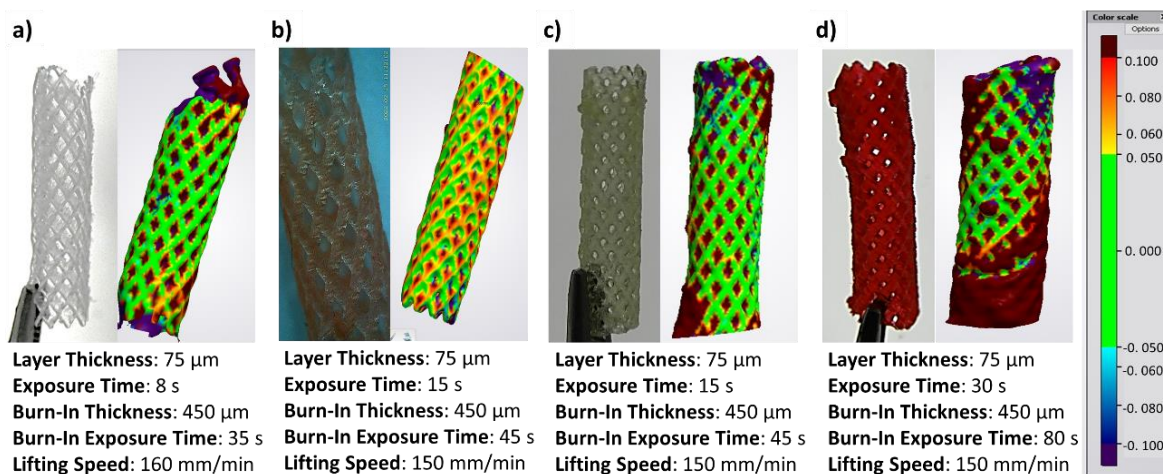 a)
b)
c)
d)
Color scale
Options
0.100
0.060
0.050
0.000
-0.050
-0.080
-0.100
Layer Thickness: 75 μm
Exposure Time: 8 s
Burn-In Thickness: 450 μm
Burn-In Exposure Time: 35 s
Lifting Speed: 160 mm/min
Layer Thickness: 75 μm
Exposure Time: 15 s
Burn-In Thickness: 450 μm
Burn-In Exposure Time: 45 s
Lifting Speed: 150 mm/min
Layer Thickness: 75 μm
Exposure Time: 15 s
Burn-In Thickness: 450 μm
Burn-In Exposure Time: 45 s
Lifting Speed: 150 mm/min
Layer Thickness: 75 μm
Exposure Time: 30 s
Burn-In Thickness: 450 μm
Burn-In Exposure Time: 80 s
Lifting Speed: 150 mm/min